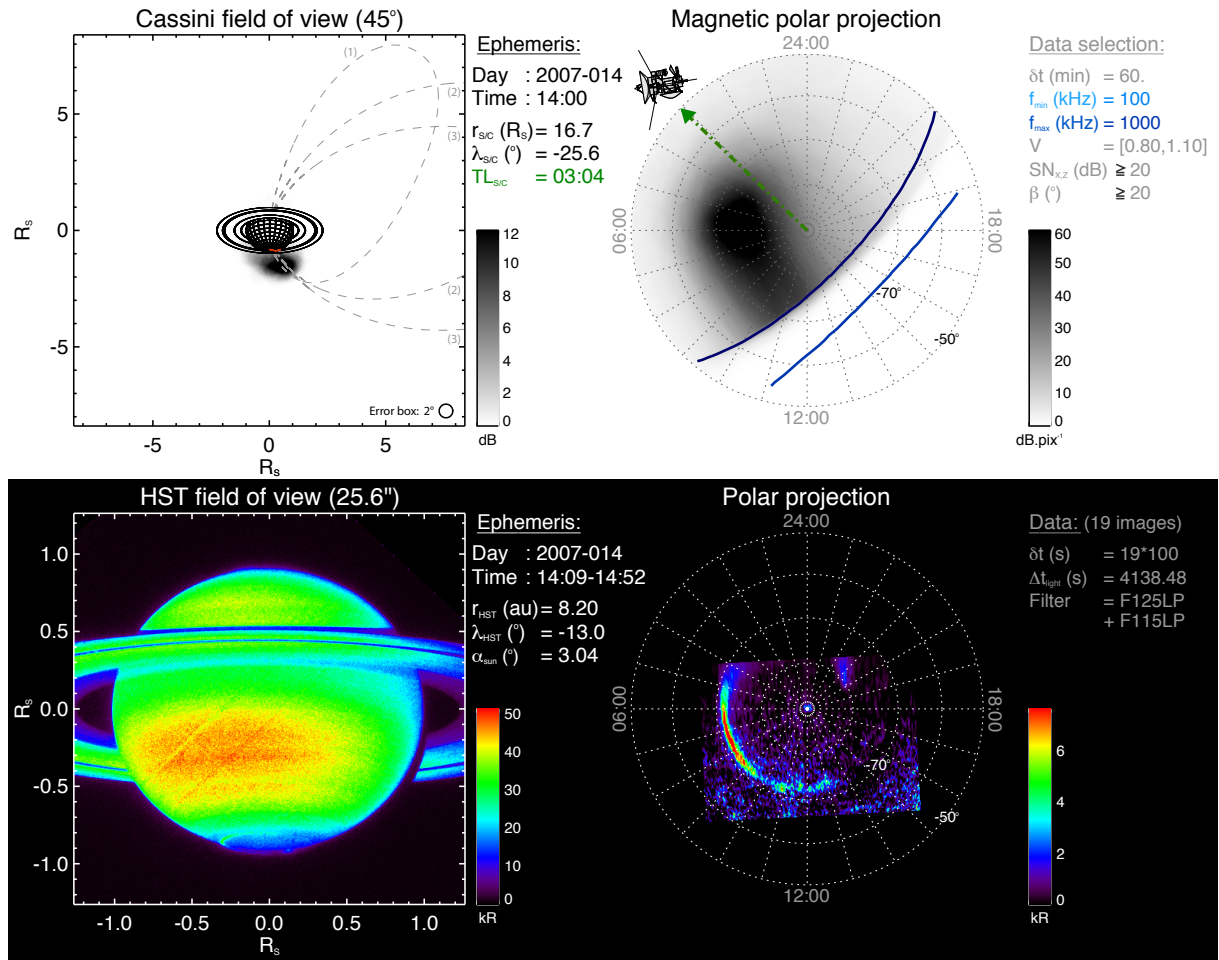 Cassini field of view (45°)
5
0
-5
R_s
-5 0 5
R_s
(1)
(2)
(3)
(2)
(3)
Error box: 2°
Ephemeris:
Day : 2007-014
Time : 14:00
r_S/C (R_s) = 16.7
λ_S/C (°) = -25.6
TL_S/C = 03:04
12
10
8
6
4
2
0
dB
Magnetic polar projection
24:00
06:00
18:00
-70°
-50°
12:00
Data selection:
δt (min) = 60.
f_min (kHz) = 100
f_max (kHz) = 1000
V = [0.80,1.10]
SN_x,z (dB) ≧ 20
β (°) ≧ 20
60
50
40
30
20
10
0
dB.pix⁻¹
HST field of view (25.6")
1.0
0.5
0.0
-0.5
-1.0
R_s
-1.0 -0.5 0.0 0.5 1.0
R_s
Ephemeris:
Day : 2007-014
Time : 14:09-14:52
r_HST (au) = 8.20
λ_HST (°) = -13.0
α_sun (°) = 3.04
50
40
30
20
10
0
kR
Polar projection
24:00
06:00
18:00
-70°
-50°
12:00
Data: (19 images)
δt (s) = 19*100
Δt_light (s) = 4138.48
Filter = F125LP
+ F115LP
6
4
2
0
kR